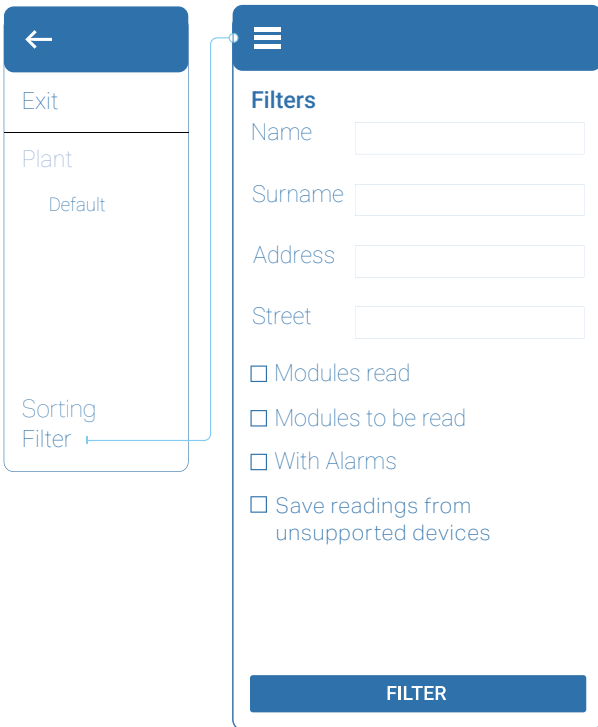 Exit
Plant
Default
Sorting
Filter
Filters
Name
Surname
Address
Street
Modules read
Modules to be read
With Alarms
Save readings from
unsupported devices
FILTER